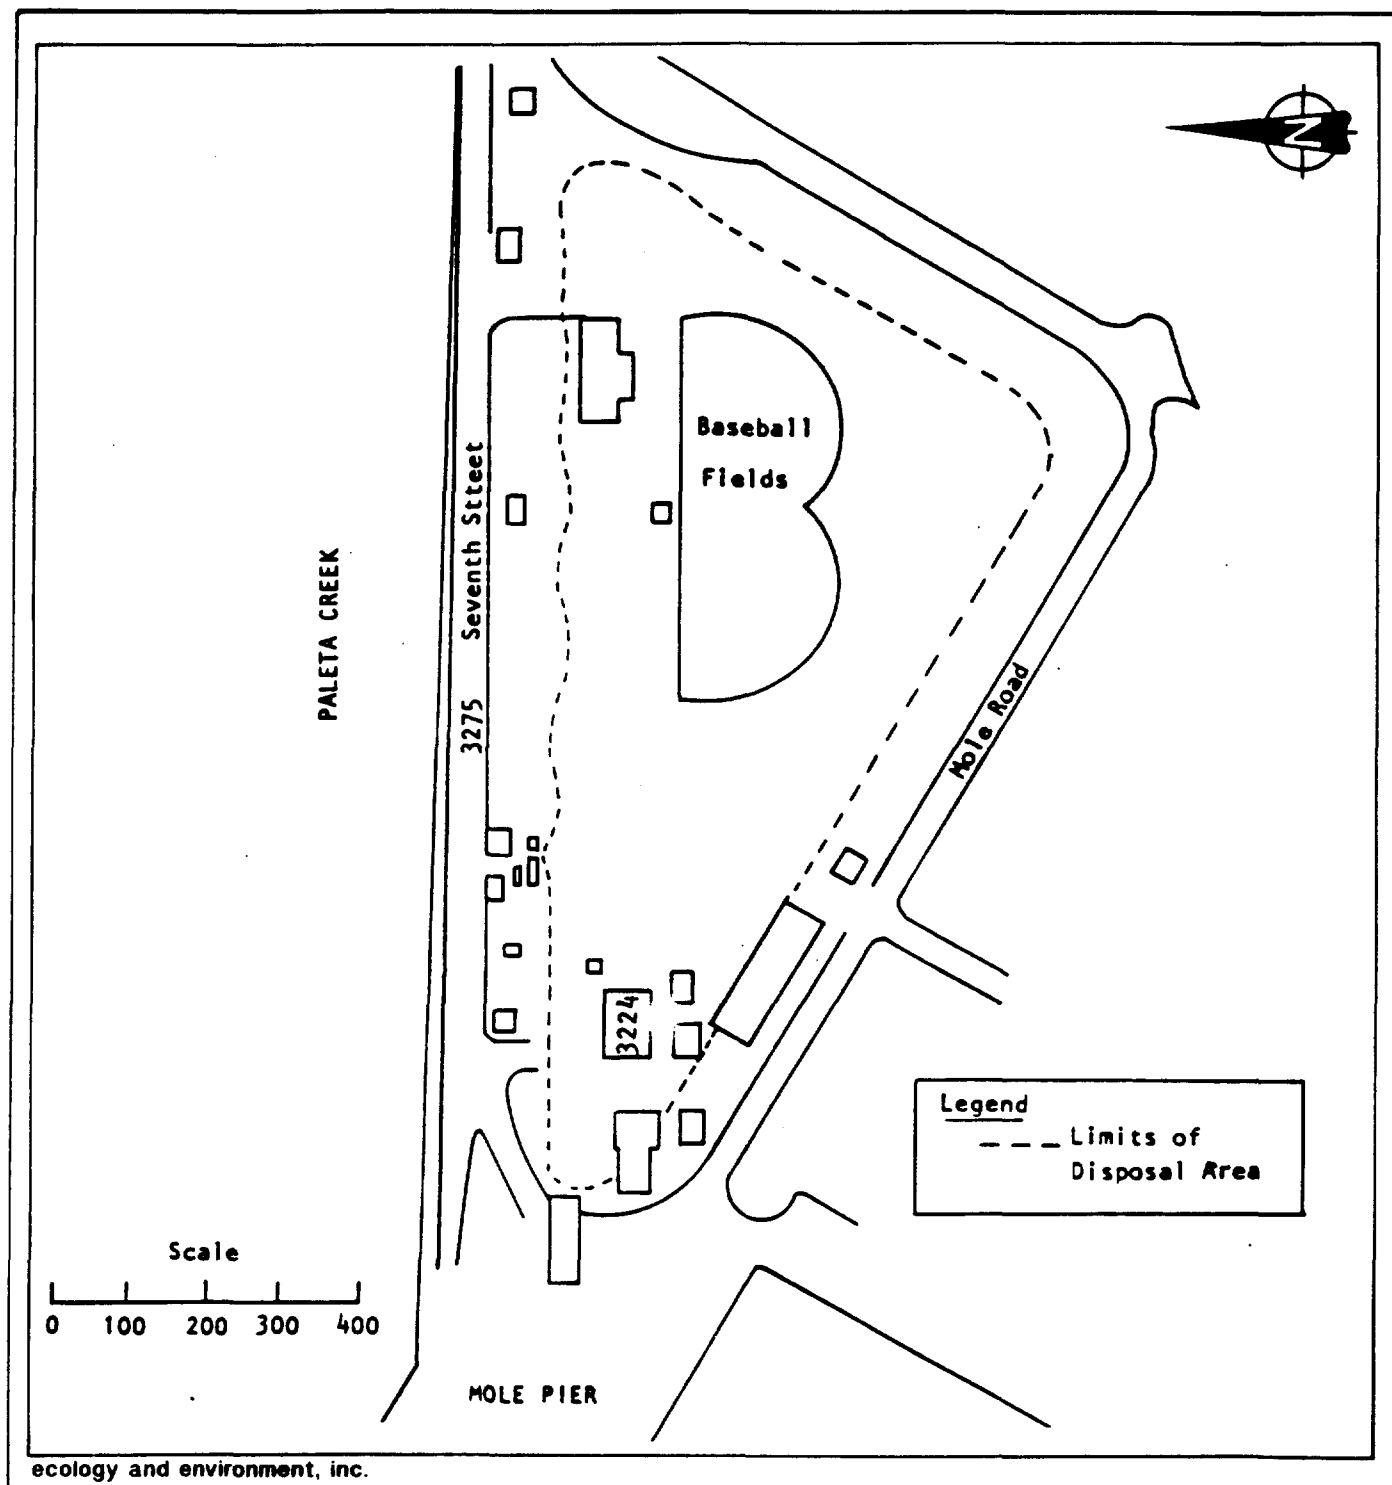 N
Baseball
Fields
Seventh Stteet
3275
PALETA CREEK
Mole Road
3224
Legend
Limits of
Disposal Area
Scale
0 100 200 300 400
MOLE PIER
ecology and environment, inc.